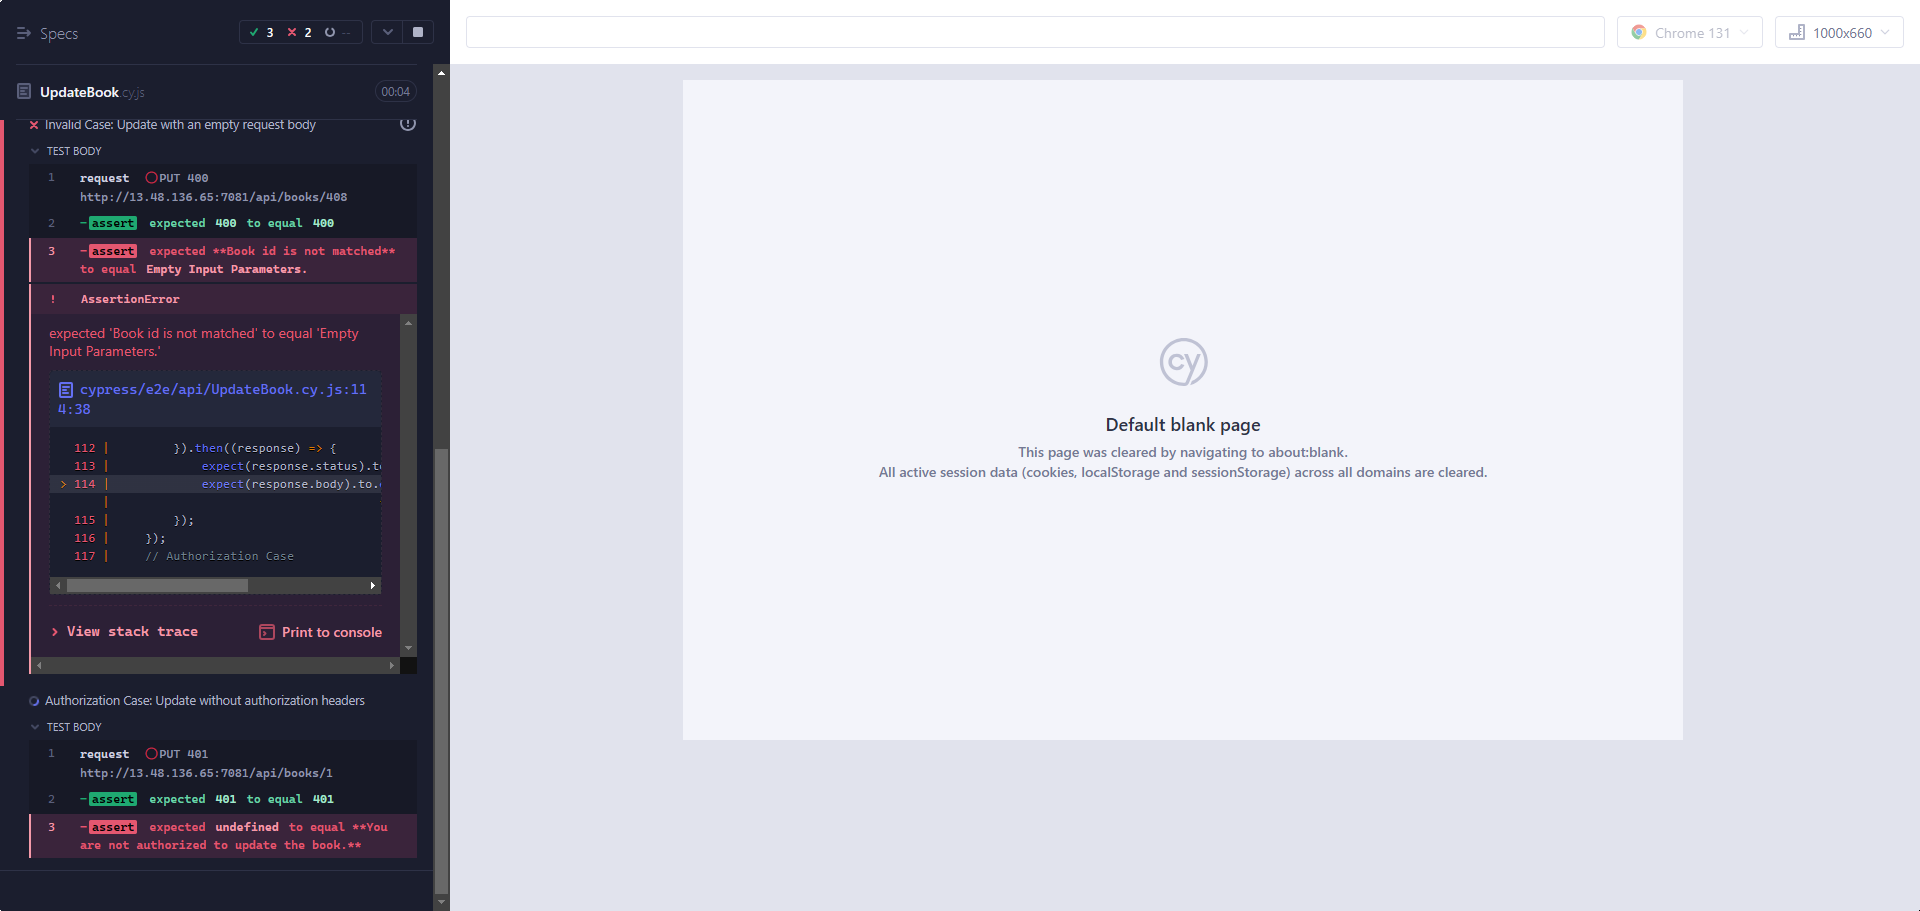 Specs
3 2 --
Chrome 131
1000x660
UpdateBook.cy.js
00:04
Invalid Case: Update with an empty request body
TEST BODY
1 request PUT 400
http://13.48.136.65:7081/api/books/408
2 -assert expected 400 to equal 400
3 -assert expected **Book id is not matched**
to equal Empty Input Parameters.
! AssertionError
expected 'Book id is not matched' to equal 'Empty
Input Parameters.'
cypress/e2e/api/UpdateBook.cy.js:11
4:38
112 | }).then((response) => {
113 | expect(response.status).to
> 114 | expect(response.body).to.
|
115 | });
116 | });
117 | // Authorization Case
> View stack trace
Print to console
Authorization Case: Update without authorization headers
TEST BODY
1 request PUT 401
http://13.48.136.65:7081/api/books/1
2 -assert expected 401 to equal 401
3 -assert expected undefined to equal **You
are not authorized to update the book.**
cy
Default blank page
This page was cleared by navigating to about:blank.
All active session data (cookies, localStorage and sessionStorage) across all domains are cleared.